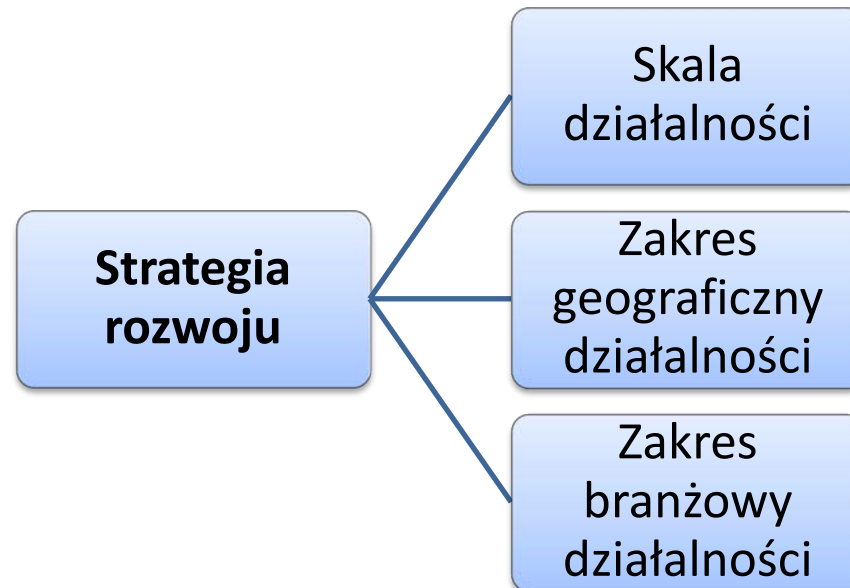 Strategia
rozwoju
Skala
działalności
Zakres
geograficzny
działalności
Zakres
branżowy
działalności